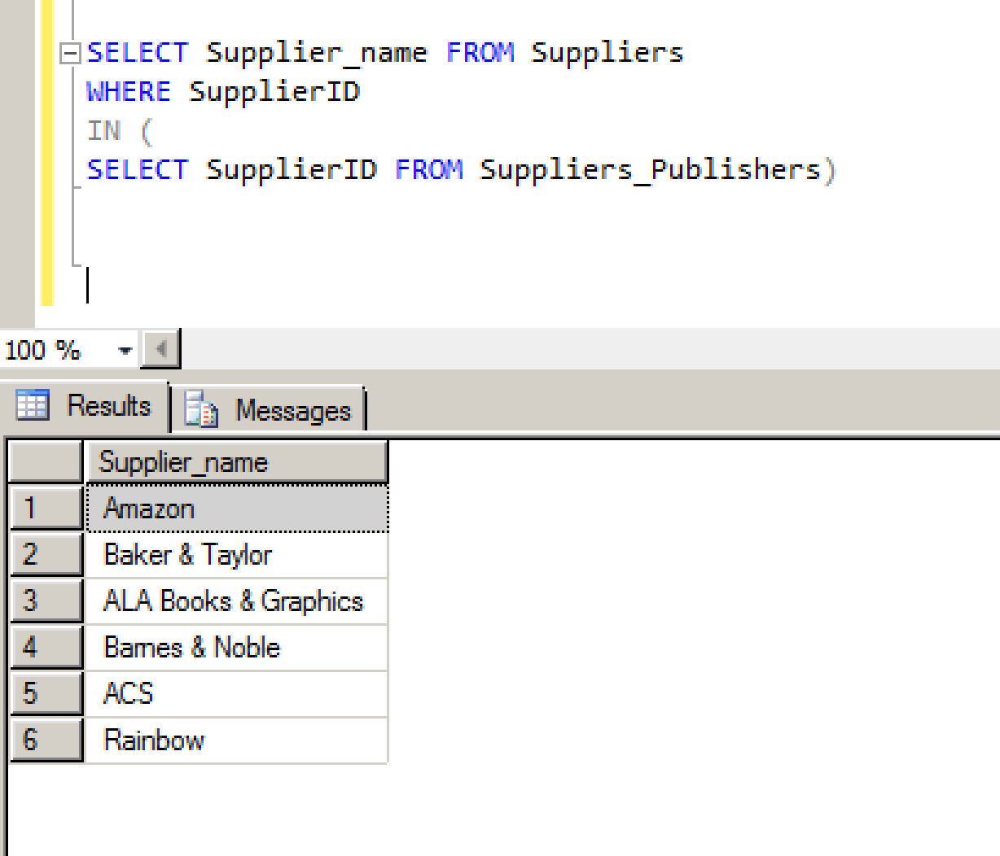 SELECT Supplier_name FROM Suppliers
WHERE SupplierID
IN (
SELECT SupplierID FROM Suppliers_Publishers)
100 %
Results Messages
Supplier_name
1 Amazon
2 Baker & Taylor
3 ALA Books & Graphics
4 Barnes & Noble
5 ACS
6 Rainbow